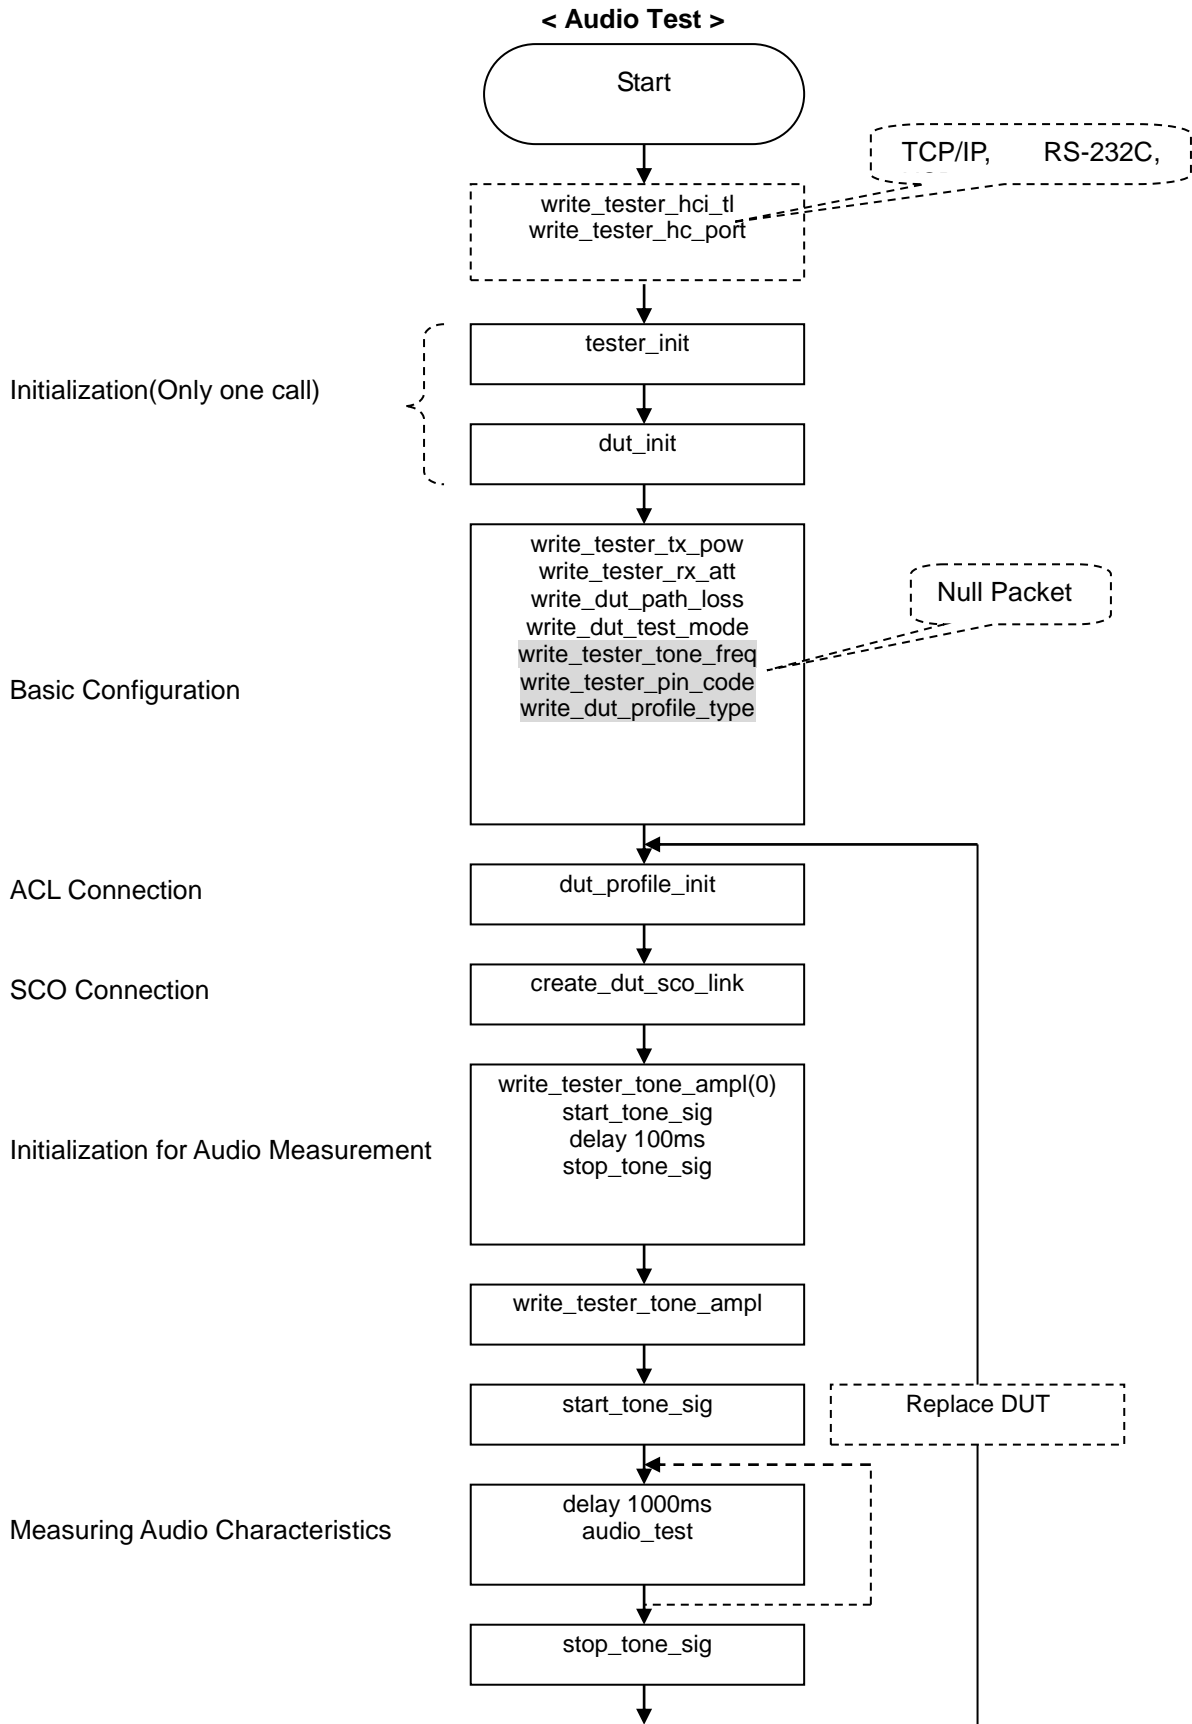 < Audio Test >
Start
TCP/IP, RS-232C,
write_tester_hci_tl
write_tester_hc_port
tester_init
Initialization(Only one call)
dut_init
write_tester_tx_pow
write_tester_rx_att
write_dut_path_loss
write_dut_test_mode
write_tester_tone_freq
write_tester_pin_code
write_dut_profile_type
Null Packet
Basic Configuration
ACL Connection
dut_profile_init
SCO Connection
create_dut_sco_link
write_tester_tone_ampl(0)
start_tone_sig
delay 100ms
stop_tone_sig
Initialization for Audio Measurement
write_tester_tone_ampl
start_tone_sig
Replace DUT
delay 1000ms
audio_test
Measuring Audio Characteristics
stop_tone_sig